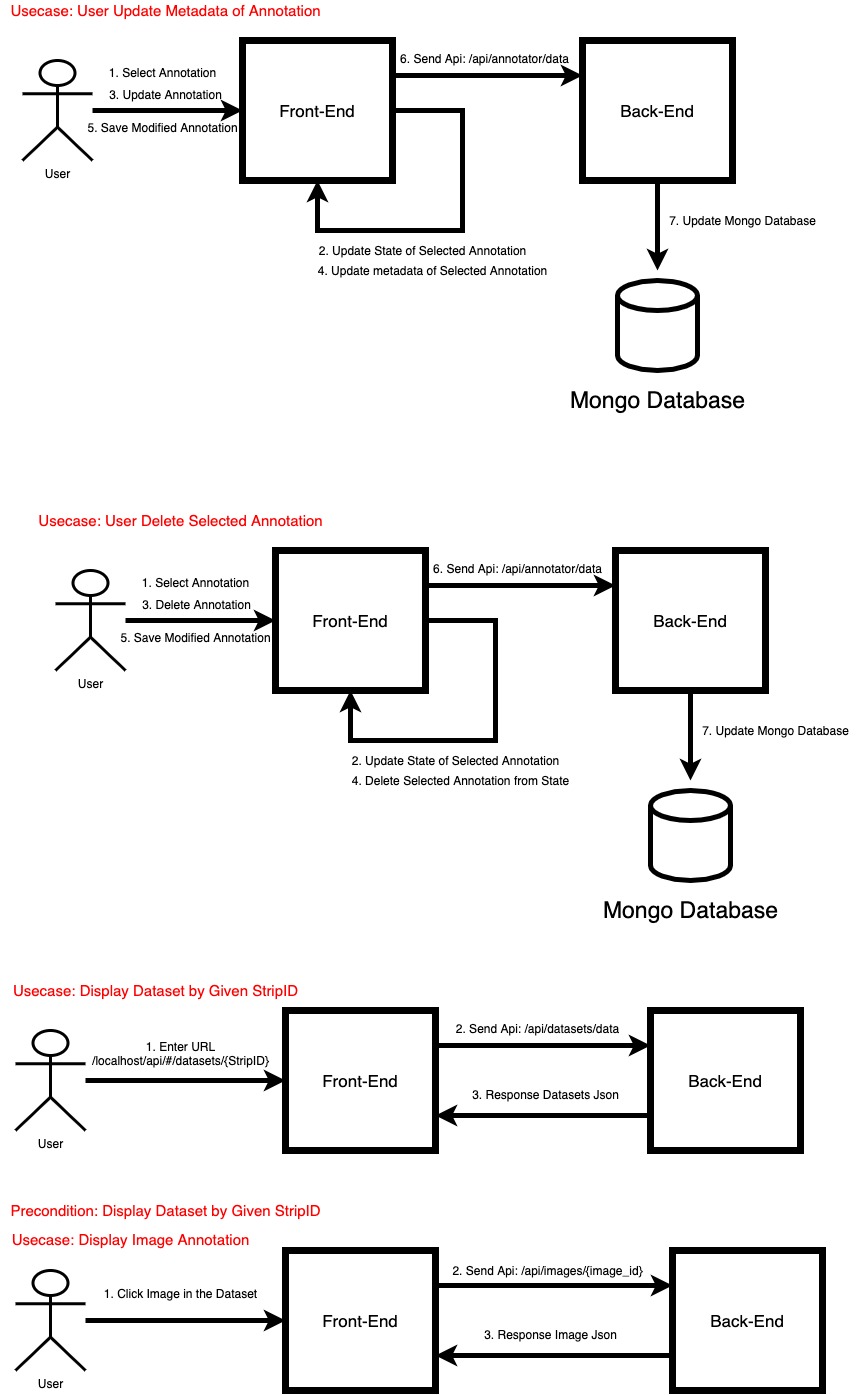 Usecase: User Update Metadata of Annotation
1. Select Annotation
3. Update Annotation
5. Save Modified Annotation
User
Front-End
6. Send Api: /api/annotator/data
Back-End
2. Update State of Selected Annotation
4. Update metadata of Selected Annotation
7. Update Mongo Database
Mongo Database
Usecase: User Delete Selected Annotation
1. Select Annotation
3. Delete Annotation
5. Save Modified Annotation
User
Front-End
6. Send Api: /api/annotator/data
Back-End
2. Update State of Selected Annotation
4. Delete Selected Annotation from State
7. Update Mongo Database
Mongo Database
Usecase: Display Dataset by Given StripID
1. Enter URL
/localhost/api/#/datasets/{StripID}
User
Front-End
2. Send Api: /api/datasets/data
3. Response Datasets Json
Back-End
Precondition: Display Dataset by Given StripID
Usecase: Display Image Annotation
1. Click Image in the Dataset
User
Front-End
2. Send Api: /api/images/{image_id}
3. Response Image Json
Back-End